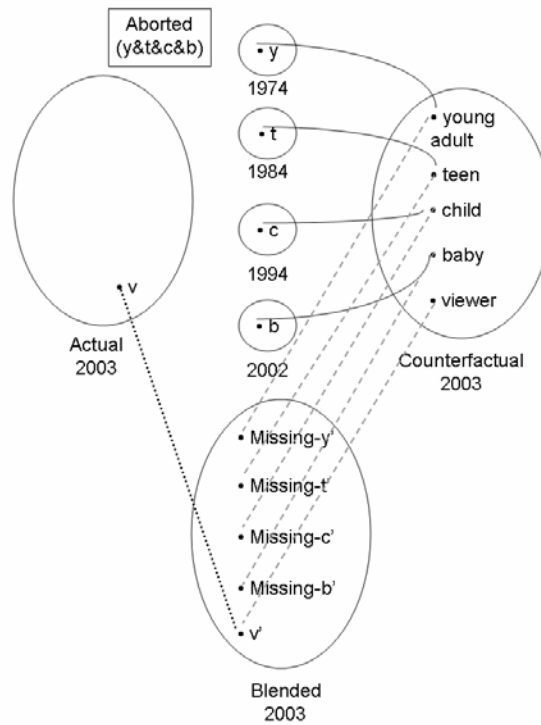 Aborted
(y&t&c&b)
y
1974
t
1984
c
1994
b
2002
v
Actual
2003
young
adult
teen
child
baby
viewer
Counterfactual
2003
Missing-y'
Missing-t'
Missing-c'
Missing-b'
v'
Blended
2003